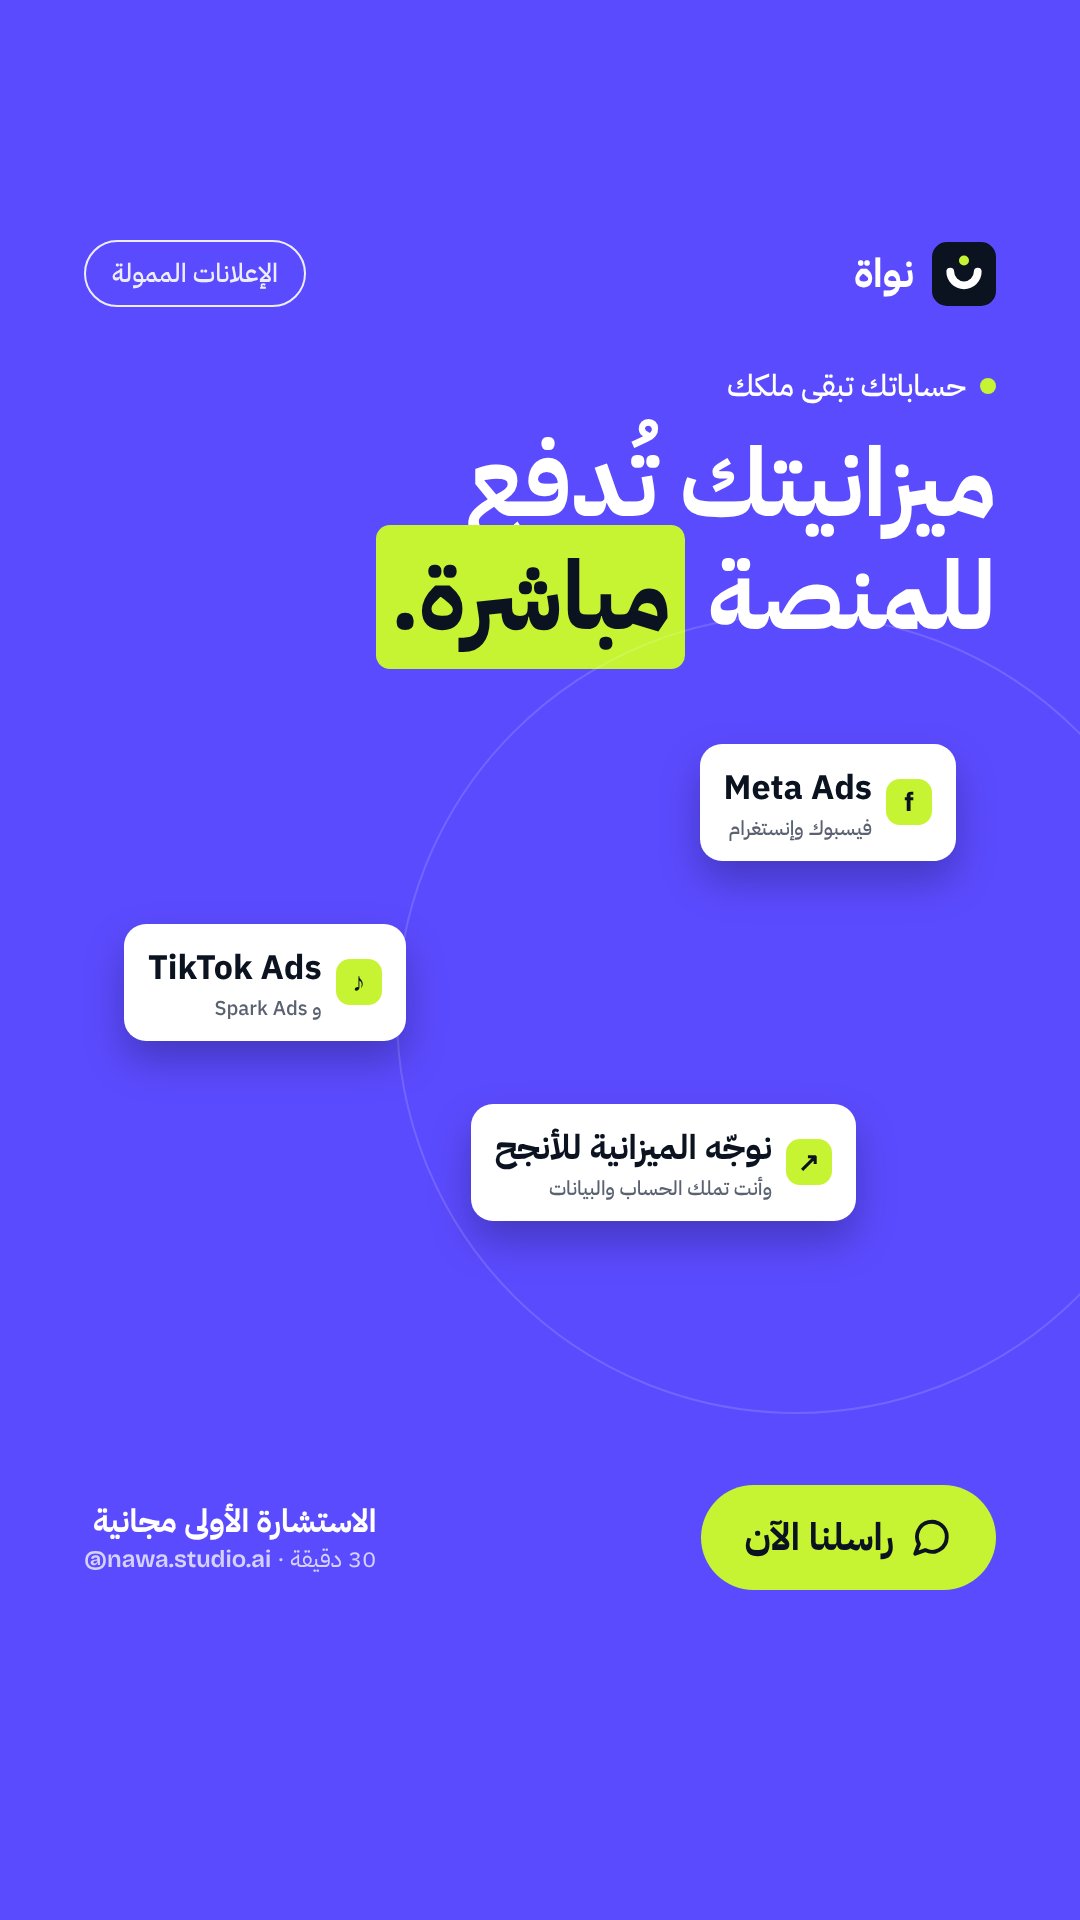 نواة
الإعلانات الممولة
حساباتك تبقى ملكك
ميزانيتك تُدفع
للمنصة مباشرة.
f
Meta Ads
فيسبوك وإنستغرام
♪
TikTok Ads
و Spark Ads
↗
نوجّه الميزانية للأنجح
وأنت تملك الحساب والبيانات
راسلنا الآن
الاستشارة الأولى مجانية
30 دقيقة · @nawa.studio.ai